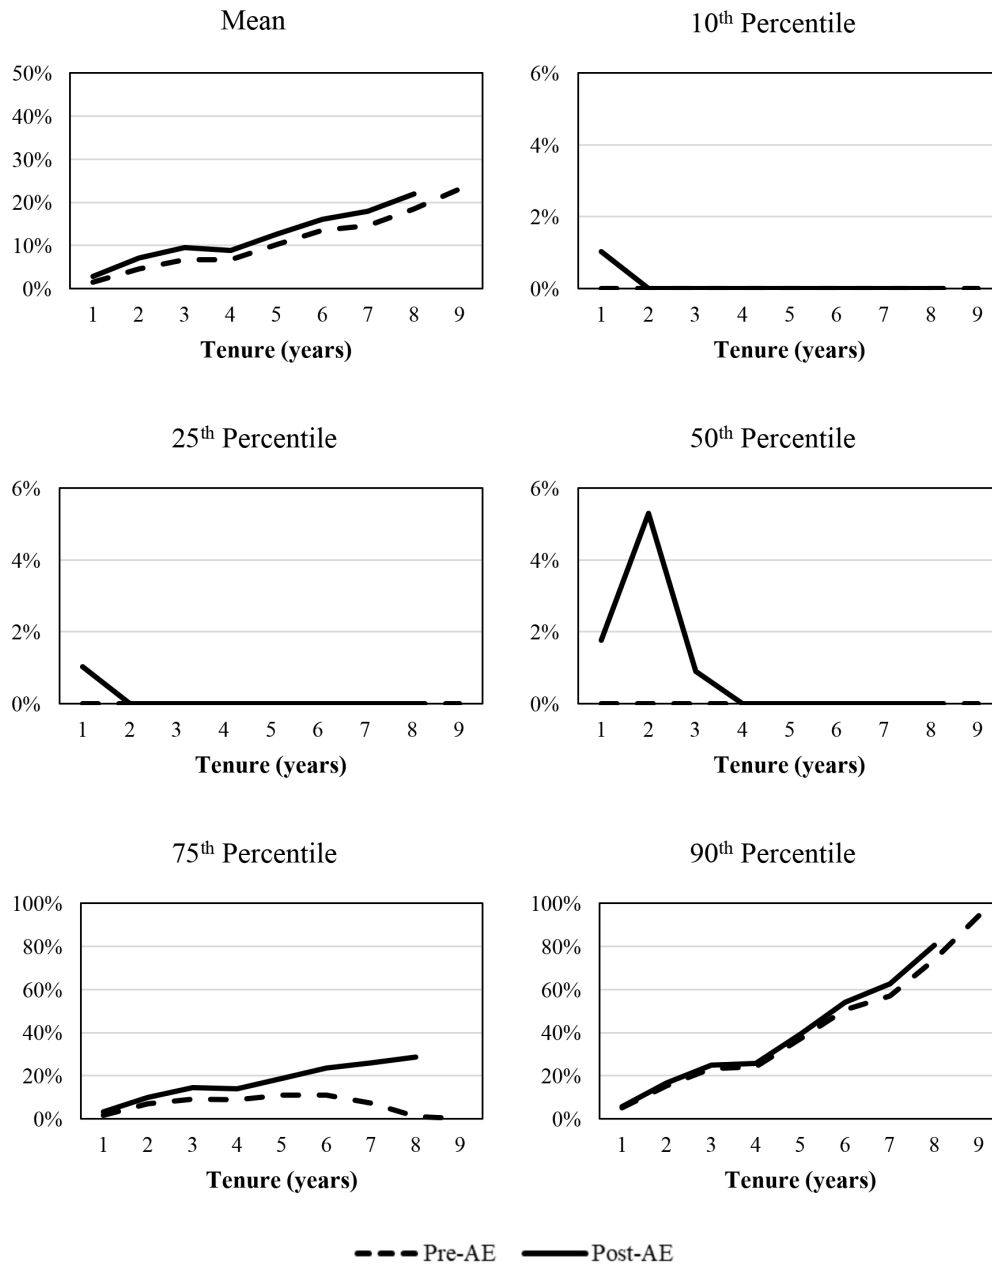 Mean
50%
40%
30%
20%
10%
0%
1 2 3 4 5 6 7 8 9
Tenure (years)
10th Percentile
6%
4%
2%
0%
1 2 3 4 5 6 7 8 9
Tenure (years)
25th Percentile
6%
4%
2%
0%
1 2 3 4 5 6 7 8 9
Tenure (years)
50th Percentile
6%
4%
2%
0%
1 2 3 4 5 6 7 8 9
Tenure (years)
75th Percentile
100%
80%
60%
40%
20%
0%
1 2 3 4 5 6 7 8 9
Tenure (years)
90th Percentile
100%
80%
60%
40%
20%
0%
1 2 3 4 5 6 7 8 9
Tenure (years)
Pre-AE Post-AE